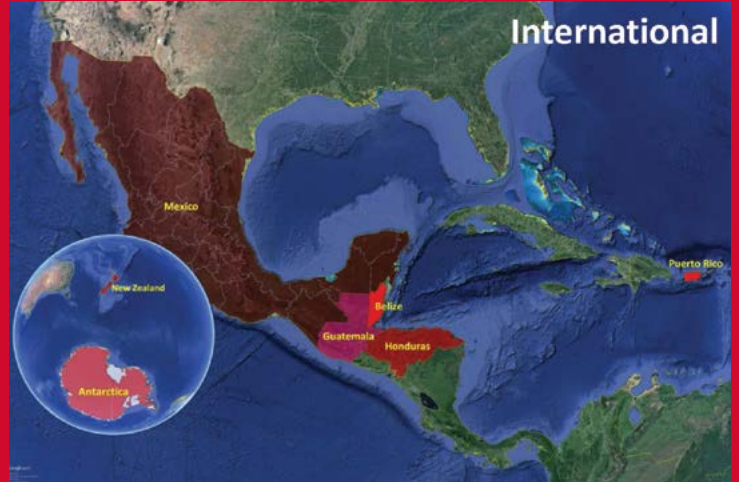 International
Mexico
Puerto Rico
New Zealand
Belize
Guatemala
Honduras
Antarctica